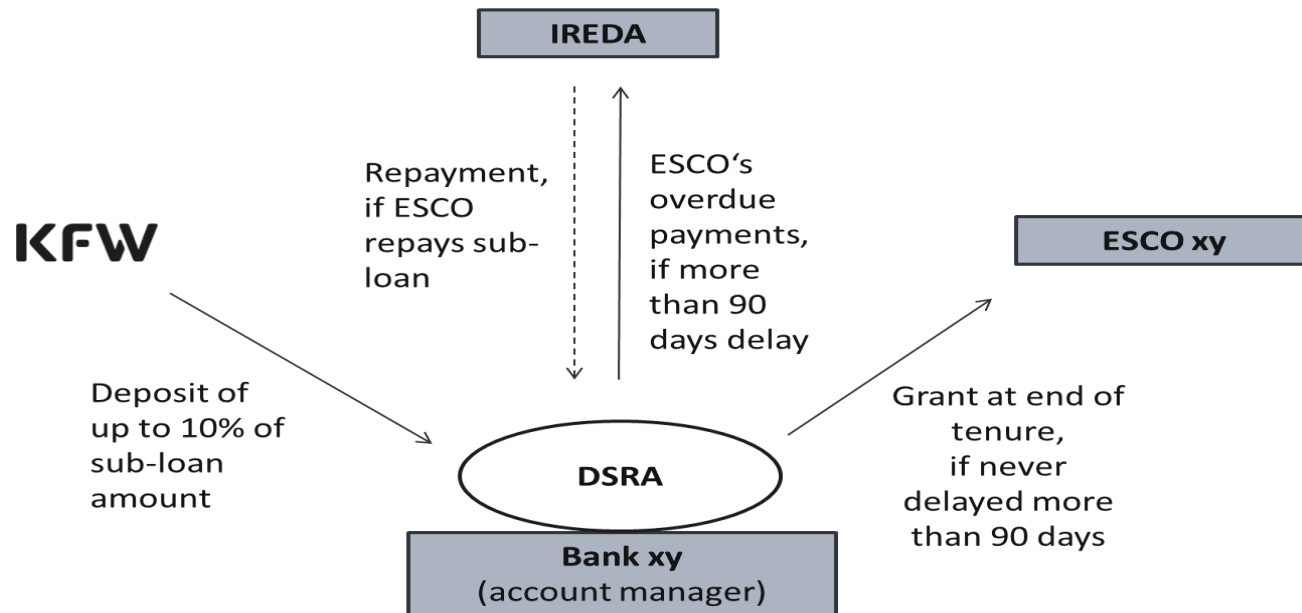 IREDA
Repayment,
if ESCO
repays sub-
loan
ESCO‘s
overdue
payments,
if more
than 90
days delay
KFW
ESCO xy
Deposit of
up to 10% of
sub-loan
amount
Grant at end of
tenure,
if never
delayed more
than 90 days
DSRA
Bank xy
(account manager)